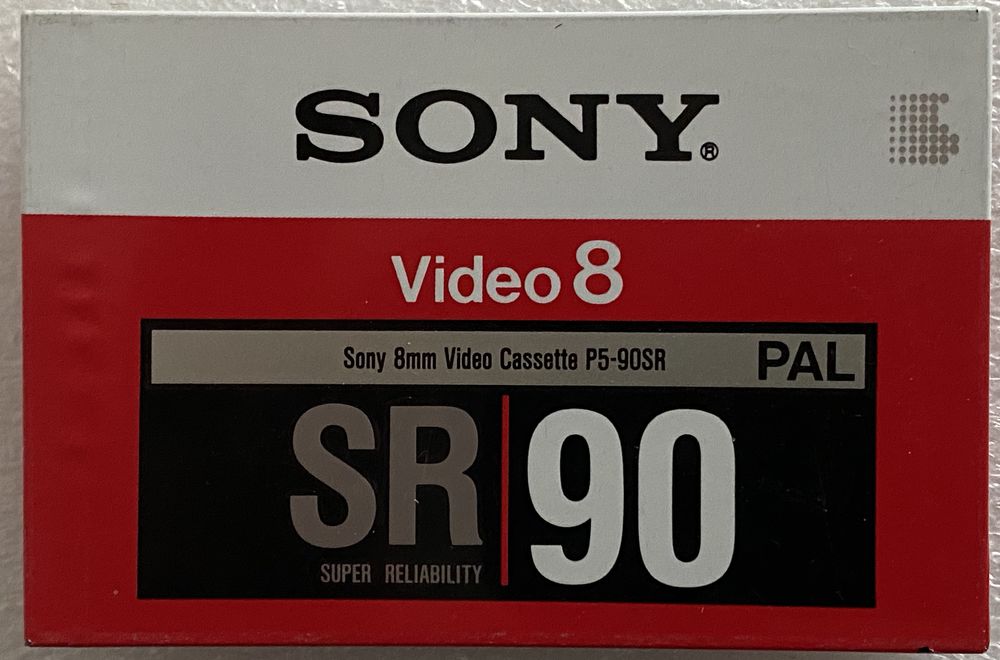 SONY®
Video 8
Sony 8mm Video Cassette P5-90SR PAL
SR 90
SUPER RELIABILITY